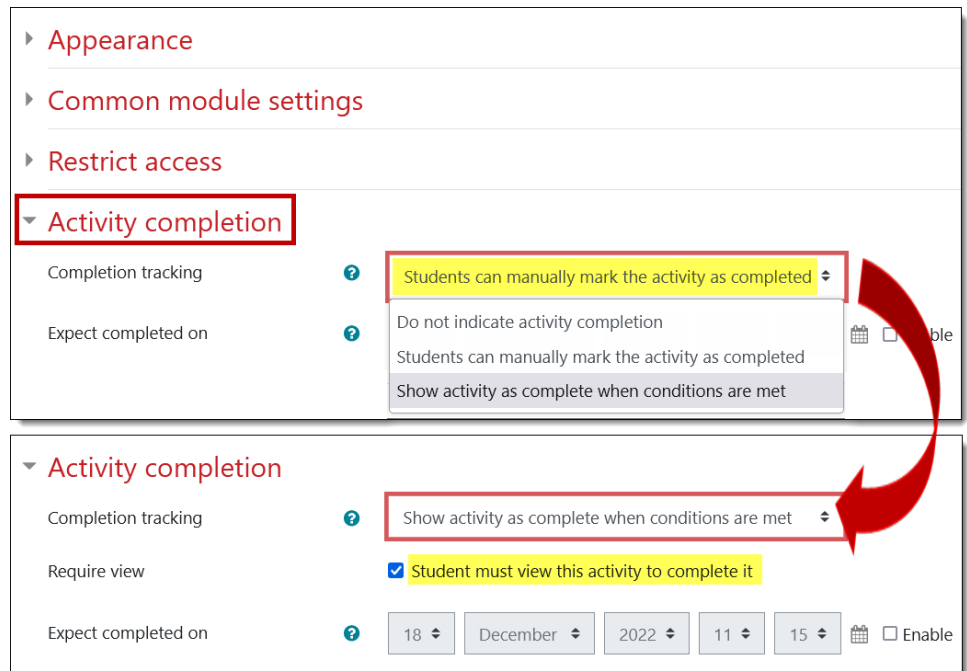 Appearance
Common module settings
Restrict access
Activity completion
Completion tracking ? Students can manually mark the activity as completed
Do not indicate activity completion
Expect completed on ?
Students can manually mark the activity as completed
Show activity as complete when conditions are met
Activity completion
Completion tracking ? Show activity as complete when conditions are met
Require view Student must view this activity to complete it
Expect completed on ? 18 December 2022 11 15 Enable